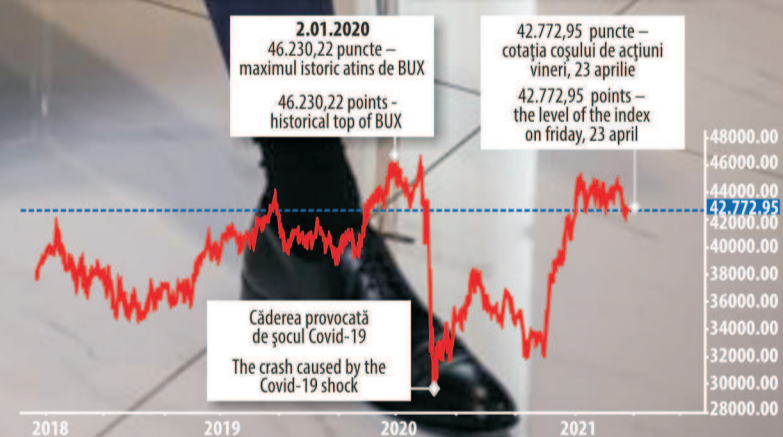 2.01.2020
46.230,22 puncte –
maximul istoric atins de BUX
46.230,22 points -
historical top of BUX
42.772,95 puncte –
cotația coșului de acțiuni
vineri, 23 aprilie
42.772,95 points –
the level of the index
on friday, 23 april
48000.00
46000.00
44000.00
42.772.95
42000.00
40000.00
38000.00
36000.00
34000.00
32000.00
30000.00
28000.00
Căderea provocată
de șocul Covid-19
The crash caused by the
Covid-19 shock
2018
2019
2020
2021